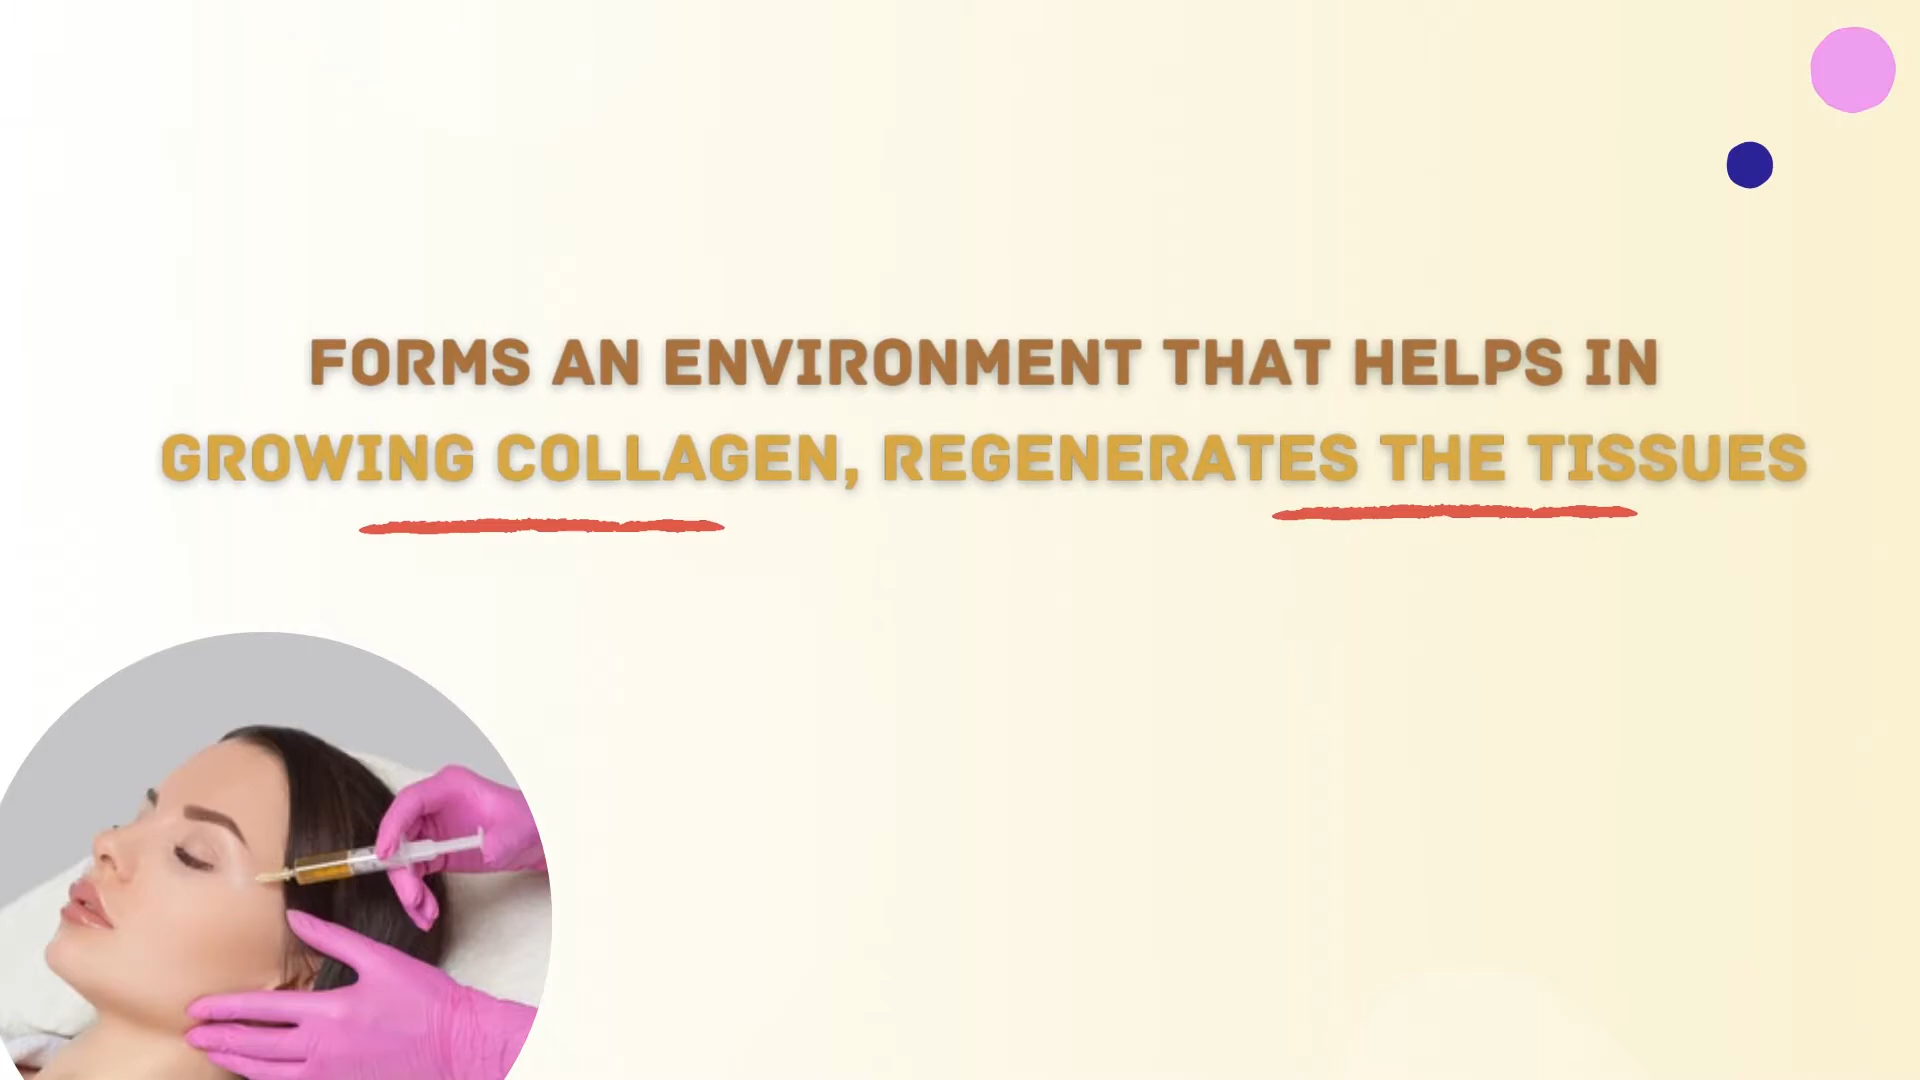 FORMS AN ENVIRONMENT THAT HELPS IN
GROWING COLLAGEN, REGENERATES THE TISSUES